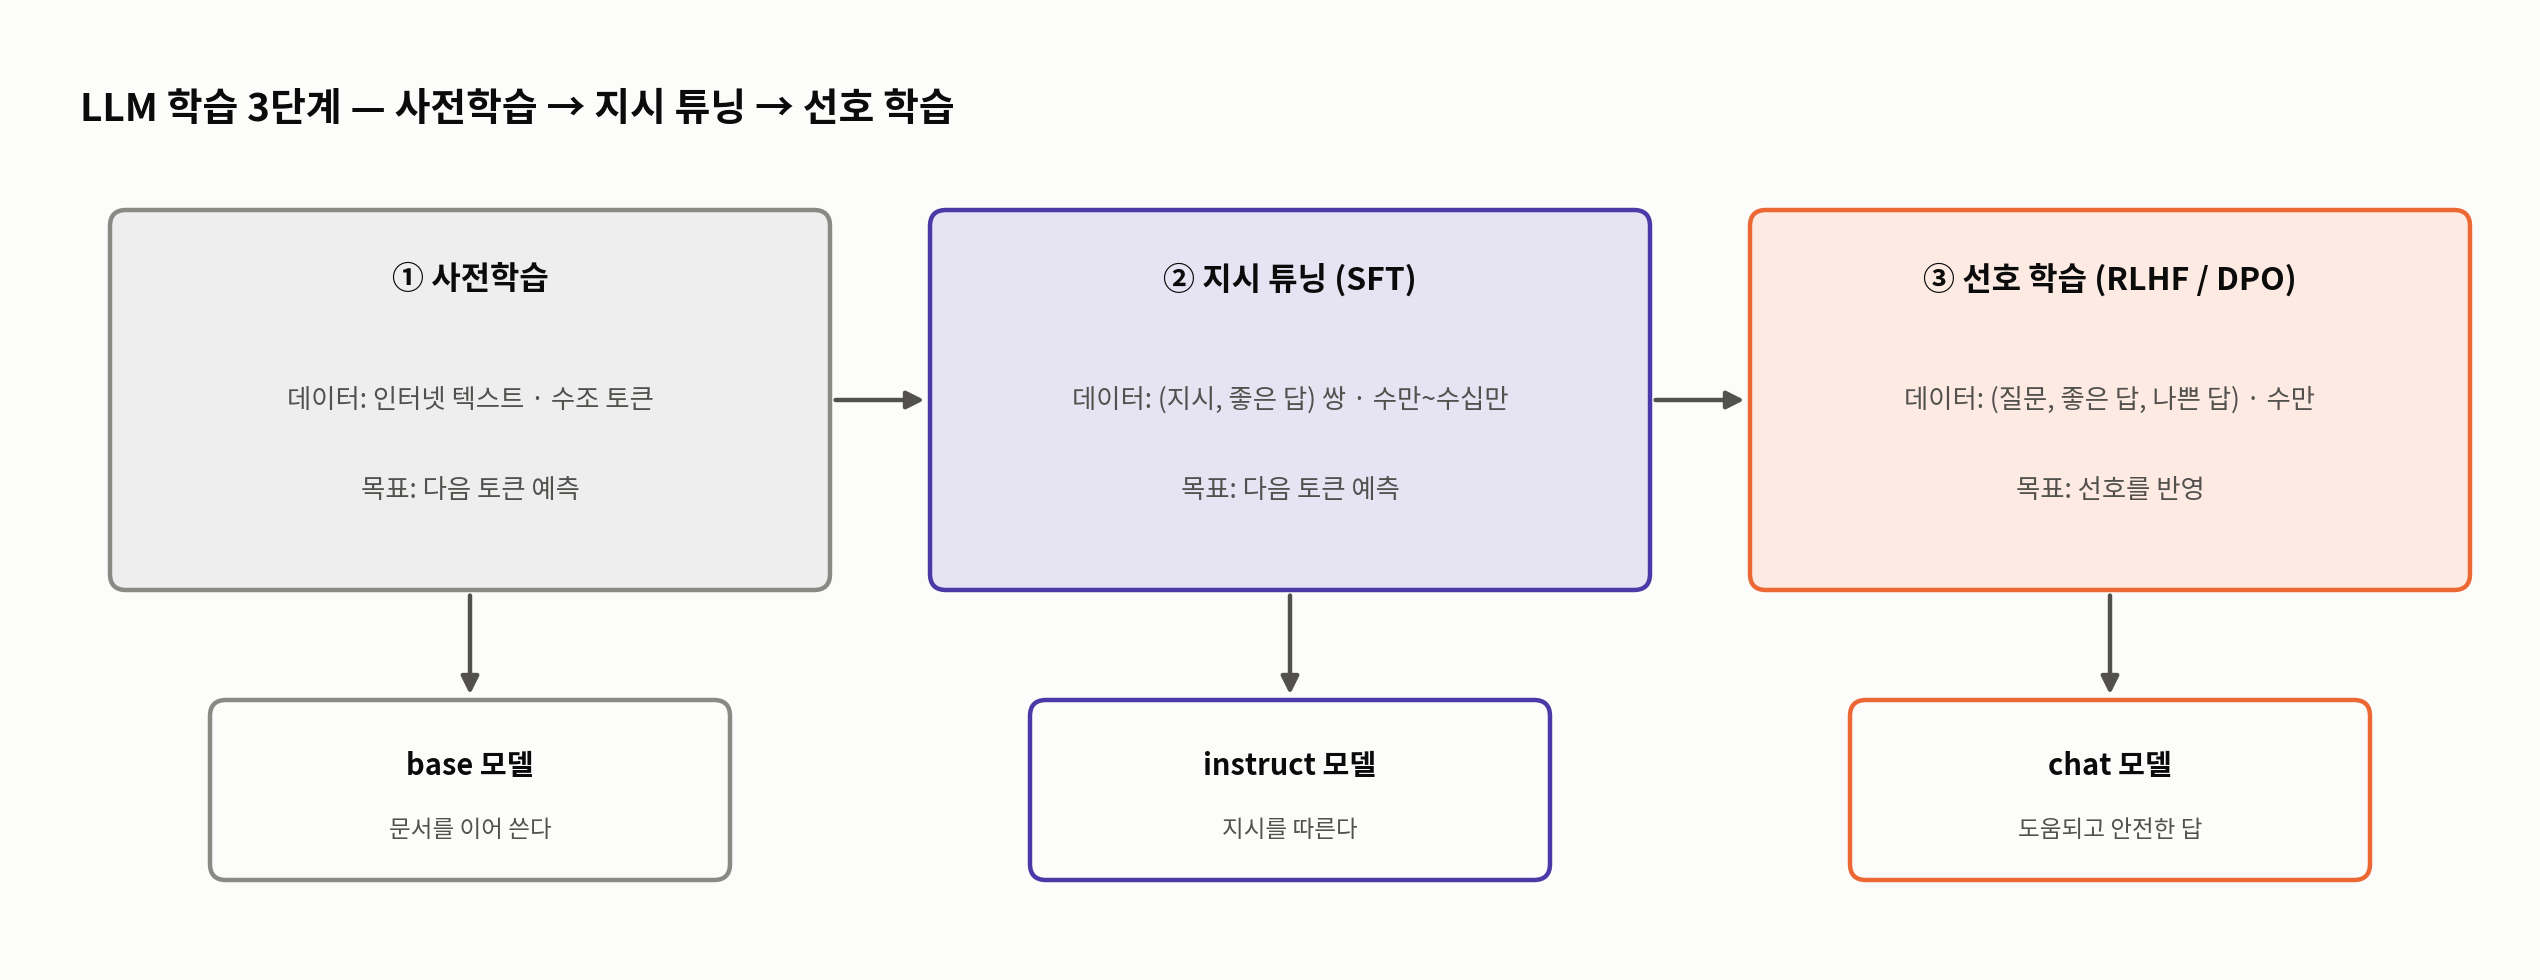 LLM 학습 3단계 — 사전학습 → 지시 튜닝 → 선호 학습
① 사전학습
데이터: 인터넷 텍스트 · 수조 토큰
목표: 다음 토큰 예측
② 지시 튜닝 (SFT)
데이터: (지시, 좋은 답) 쌍 · 수만~수십만
목표: 다음 토큰 예측
③ 선호 학습 (RLHF / DPO)
데이터: (질문, 좋은 답, 나쁜 답) · 수만
목표: 선호를 반영
base 모델
문서를 이어 쓴다
instruct 모델
지시를 따른다
chat 모델
도움되고 안전한 답